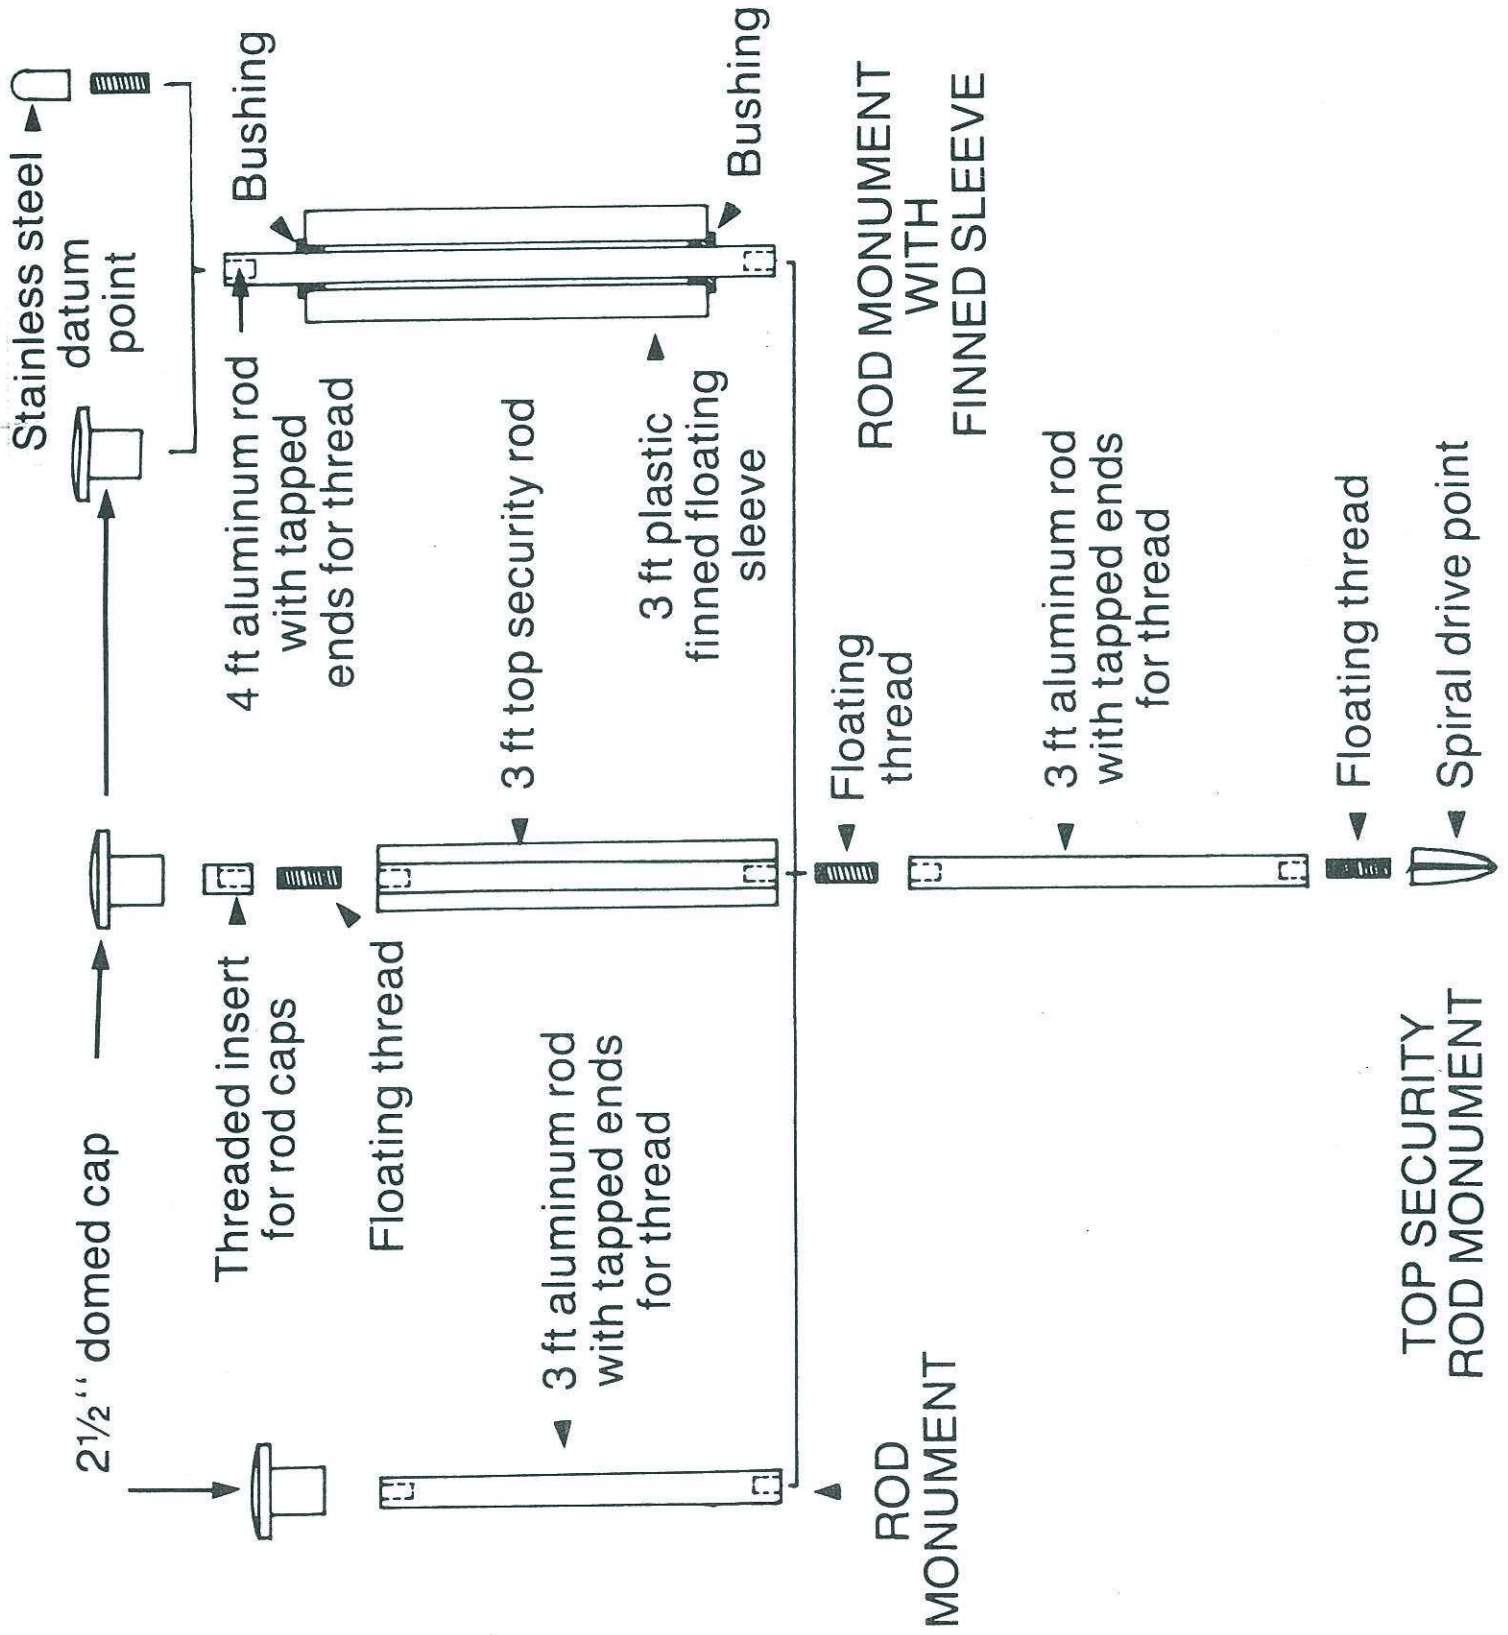 2½“ domed cap
Threaded insert
for rod caps
Floating thread
3 ft aluminum rod
with tapped ends
for thread
ROD
MONUMENT
Stainless steel
datum
point
Bushing
4 ft aluminum rod
with tapped
ends for thread
3 ft top security rod
3 ft plastic
finned floating
sleeve
Bushing
ROD MONUMENT
WITH
FINNED SLEEVE
Floating
thread
3 ft aluminum rod
with tapped ends
for thread
Floating thread
Spiral drive point
TOP SECURITY
ROD MONUMENT